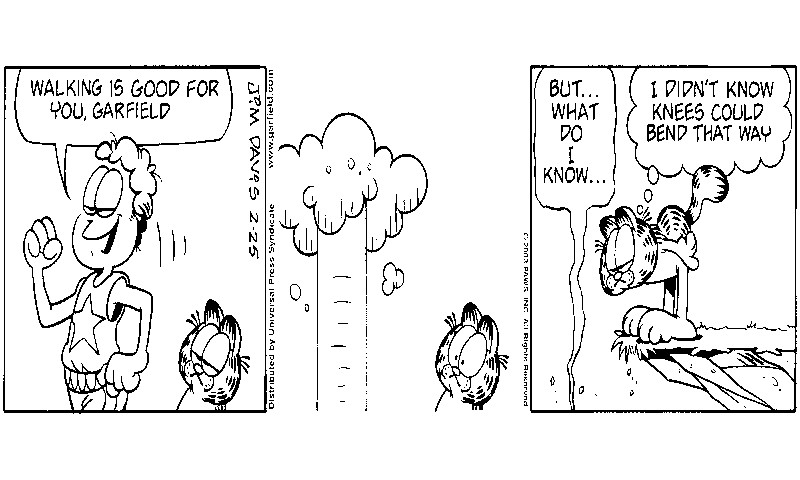 WALKING IS GOOD FOR
YOU, GARFIELD
JPM DAVIS 2-25
www.garfield.com
Distributed by Universal Press Syndicate
BUT...
WHAT
DO
I
KNOW...
I DIDN'T KNOW
KNEES COULD
BEND THAT WAY
© 2003 PAWS, INC. All Rights Reserved